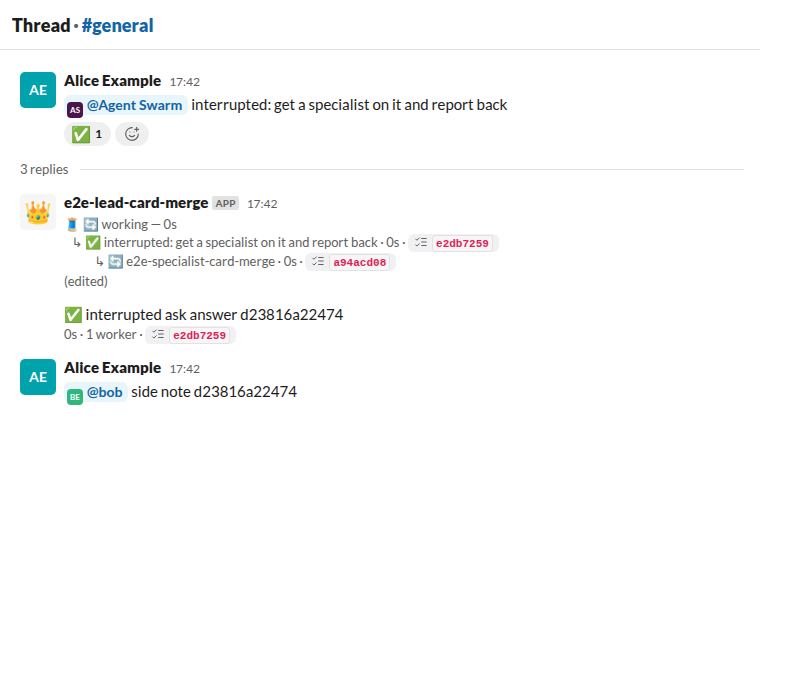 Thread • #general
AE
Alice Example 17:42
AS @Agent Swarm interrupted: get a specialist on it and report back
✅ 1
3 replies
e2e-lead-card-merge APP 17:42
🧵 🔄 working — 0s
↳ ✅ interrupted: get a specialist on it and report back · 0s · e2db7259
↳ 🔄 e2e-specialist-card-merge · 0s · a94acd08
(edited)
✅ interrupted ask answer d23816a22474
0s · 1 worker · e2db7259
AE
Alice Example 17:42
BE @bob side note d23816a22474